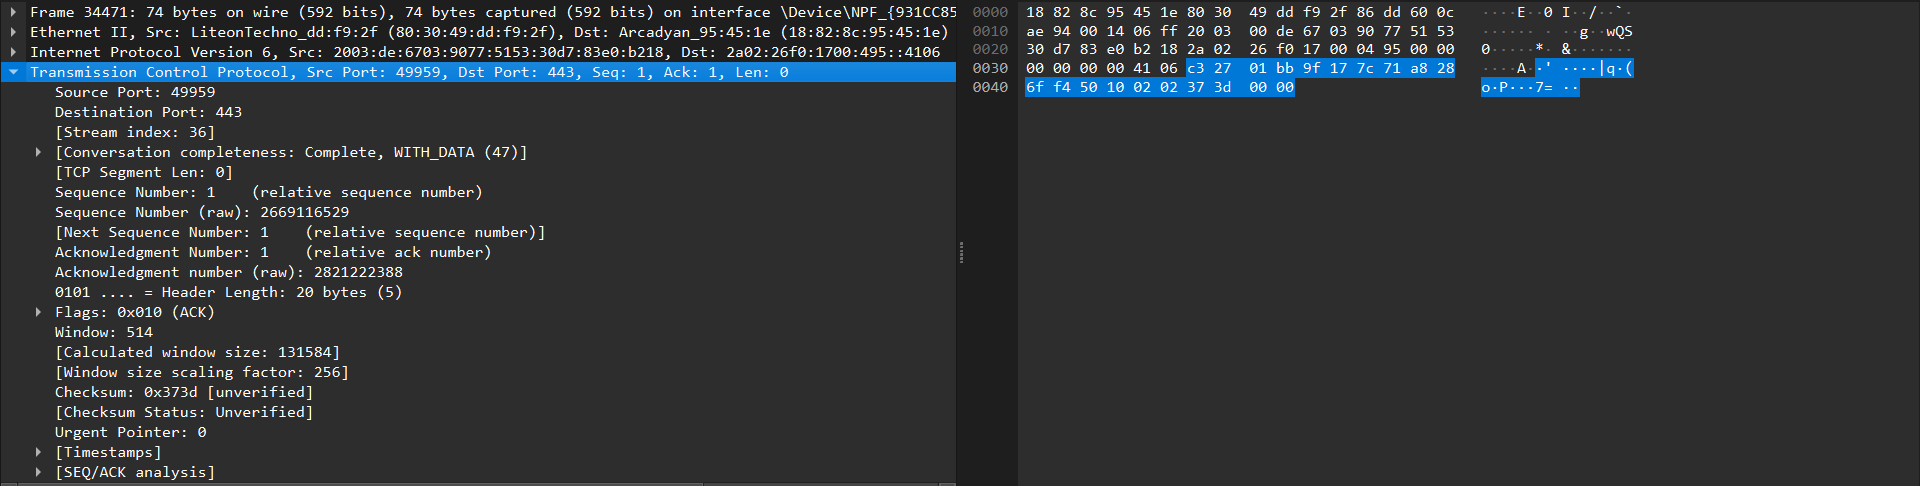 Frame 34471: 74 bytes on wire (592 bits), 74 bytes captured (592 bits) on interface \Device\NPF_{931CC85
Ethernet II, Src: LiteonTechno_dd:f9:2f (80:30:49:dd:f9:2f), Dst: Arcadyan_95:45:1e (18:82:8c:95:45:1e)
Internet Protocol Version 6, Src: 2003:de:6703:9077:5153:30d7:83e0:b218, Dst: 2a02:26f0:1700:495::4106
Transmission Control Protocol, Src Port: 49959, Dst Port: 443, Seq: 1, Ack: 1, Len: 0
Source Port: 49959
Destination Port: 443
[Stream index: 36]
[Conversation completeness: Complete, WITH_DATA (47)]
[TCP Segment Len: 0]
Sequence Number: 1    (relative sequence number)
Sequence Number (raw): 2669116529
[Next Sequence Number: 1    (relative sequence number)]
Acknowledgment Number: 1    (relative ack number)
Acknowledgment number (raw): 2821222388
0101 .... = Header Length: 20 bytes (5)
Flags: 0x010 (ACK)
Window: 514
[Calculated window size: 131584]
[Window size scaling factor: 256]
Checksum: 0x373d [unverified]
[Checksum Status: Unverified]
Urgent Pointer: 0
[Timestamps]
[SEQ/ACK analysis]
0000  18 82 8c 95 45 1e 80 30  49 dd f9 2f 86 dd 60 0c  ····E··0 I··/··`·
0010  ae 94 00 14 06 ff 20 03  00 de 67 03 90 77 51 53  ······ · ··g··wQS
0020  30 d7 83 e0 b2 18 2a 02  26 f0 17 00 04 95 00 00  0·····*· &·······
0030  00 00 00 00 41 06 c3 27  01 bb 9f 17 7c 71 a8 28  ····A··' ····|q·(
0040  6f f4 50 10 02 02 37 3d  00 00  o·P···7= ··